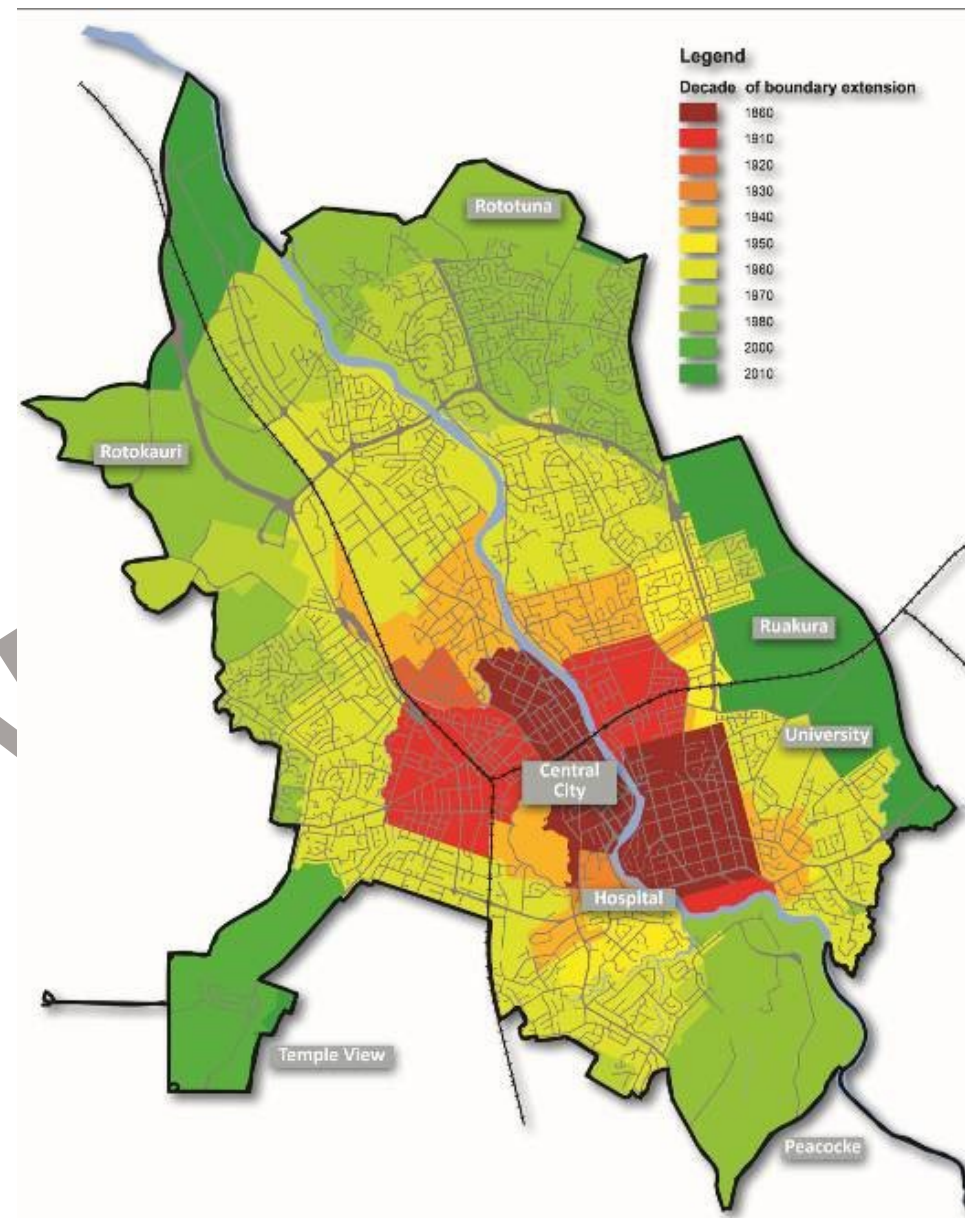 Legend
Decade of boundary extension
1860
1910
1920
1930
1940
1950
1960
1970
1980
2000
2010
Rototuna
Rotokauri
Ruakura
University
Central
City
Hospital
Temple View
Peacocke